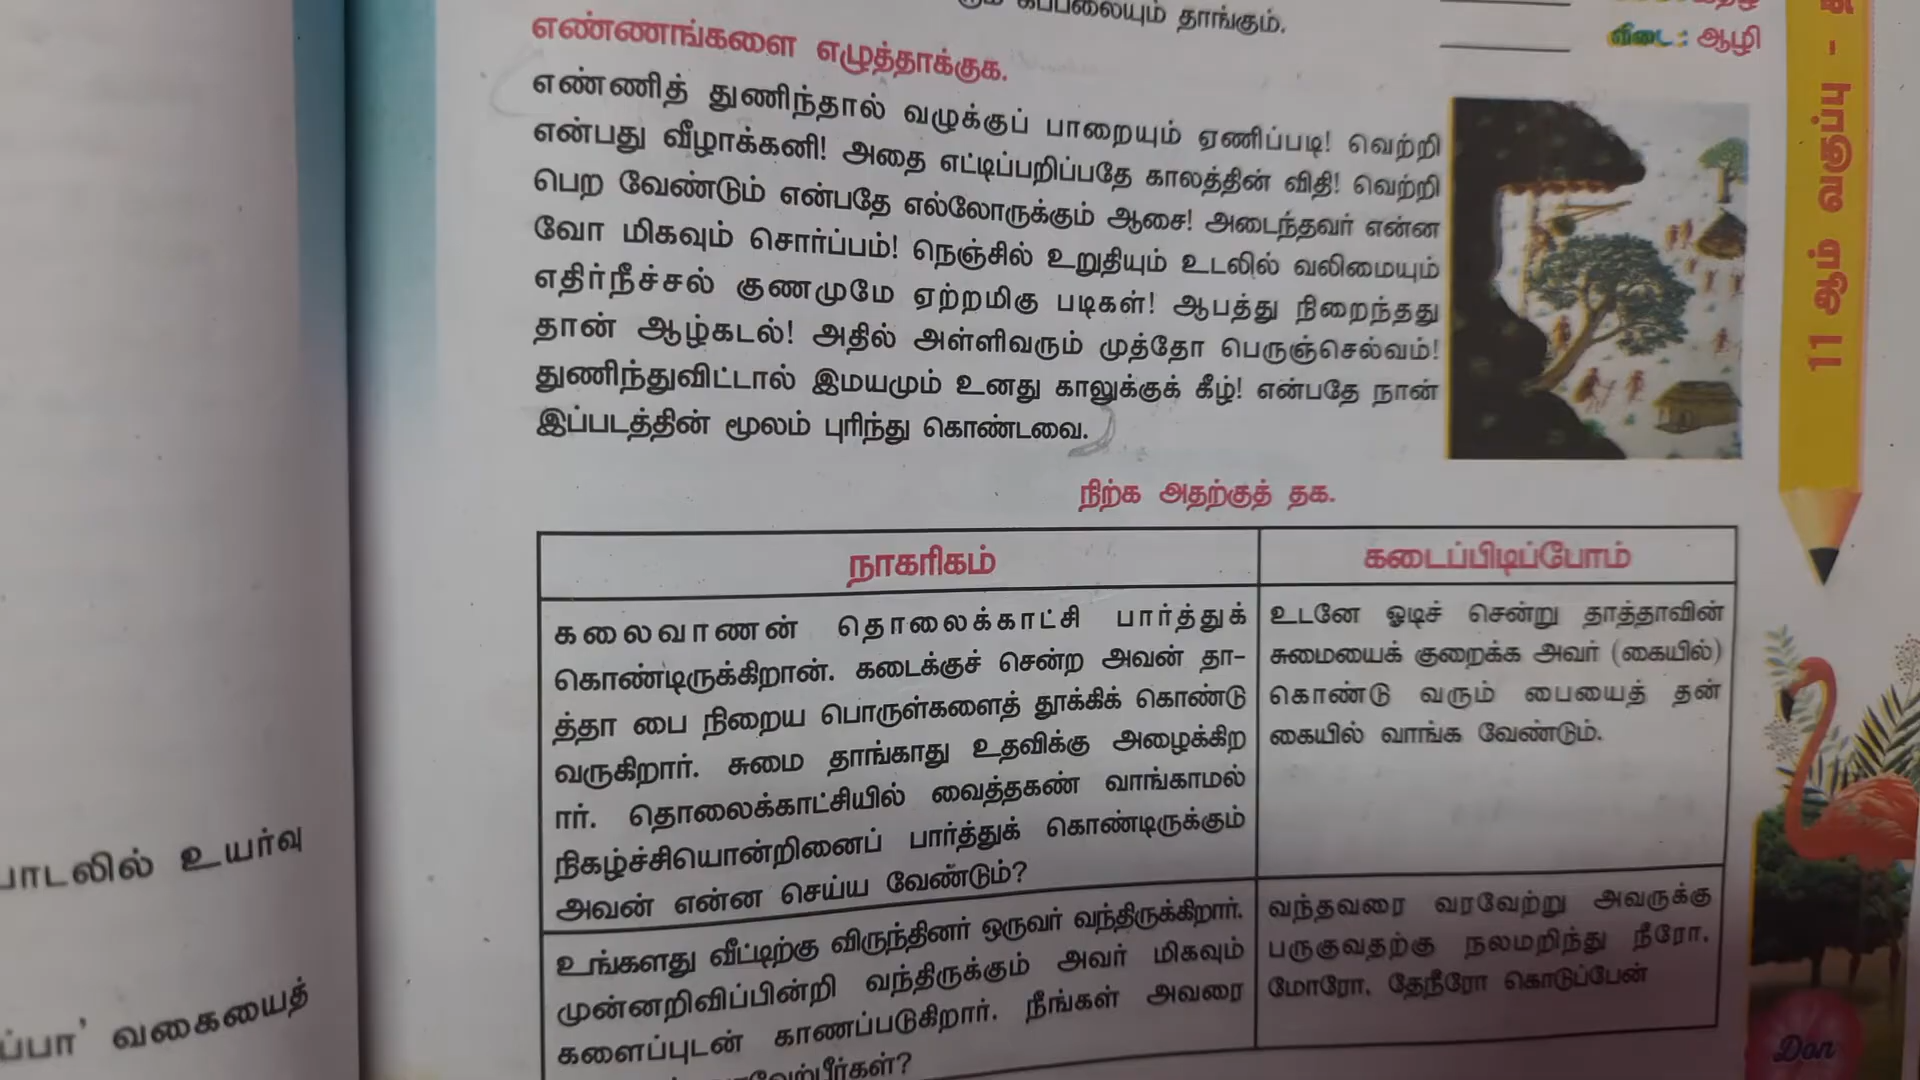 கப்பலையும் தாங்கும்.
விடை : ஆழி
எண்ணங்களை எழுத்தாக்குக.
எண்ணித் துணிந்தால் வழுக்குப் பாறையும் ஏணிப்படி! வெற்றி
என்பது வீழாக்கனி! அதை எட்டிப்பறிப்பதே காலத்தின் விதி! வெற்றி
பெற வேண்டும் என்பதே எல்லோருக்கும் ஆசை! அடைந்தவர் என்ன
வோ மிகவும் சொர்ப்பம்! நெஞ்சில் உறுதியும் உடலில் வலிமையும்
எதிர்நீச்சல் குணமுமே ஏற்றமிகு படிகள்! ஆபத்து நிறைந்தது
தான் ஆழ்கடல்! அதில் அள்ளிவரும் முத்தோ பெருஞ்செல்வம்!
துணிந்துவிட்டால் இமயமும் உனது காலுக்குக் கீழ்! என்பதே நான்
இப்படத்தின் மூலம் புரிந்து கொண்டவை.
நிற்க அதற்குத் தக.
நாகரிகம்
கடைப்பிடிப்போம்
கலைவாணன் தொலைக்காட்சி பார்த்துக்
கொண்டிருக்கிறான். கடைக்குச் சென்ற அவன் தா-
த்தா பை நிறைய பொருள்களைத் தூக்கிக் கொண்டு
வருகிறார். சுமை தாங்காது உதவிக்கு அழைக்கிற
ார். தொலைக்காட்சியில் வைத்தகண் வாங்காமல்
நிகழ்ச்சியொன்றினைப் பார்த்துக் கொண்டிருக்கும்
அவன் என்ன செய்ய வேண்டும்?
உடனே ஓடிச் சென்று தாத்தாவின்
சுமையைக் குறைக்க அவர் (கையில்)
கொண்டு வரும் பையைத் தன்
கையில் வாங்க வேண்டும்.
உங்களது வீட்டிற்கு விருந்தினர் ஒருவர் வந்திருக்கிறார்.
முன்னறிவிப்பின்றி வந்திருக்கும் அவர் மிகவும்
களைப்புடன் காணப்படுகிறார். நீங்கள் அவரை
வந்தவரை வரவேற்று அவருக்கு
பருகுவதற்கு நலமறிந்து நீரோ,
மோரோ, தேநீரோ கொடுப்பேன்
11 ஆம் வகுப்பு -
Don
பாடலில் உயர்வு
ப்பா' வகையைத்